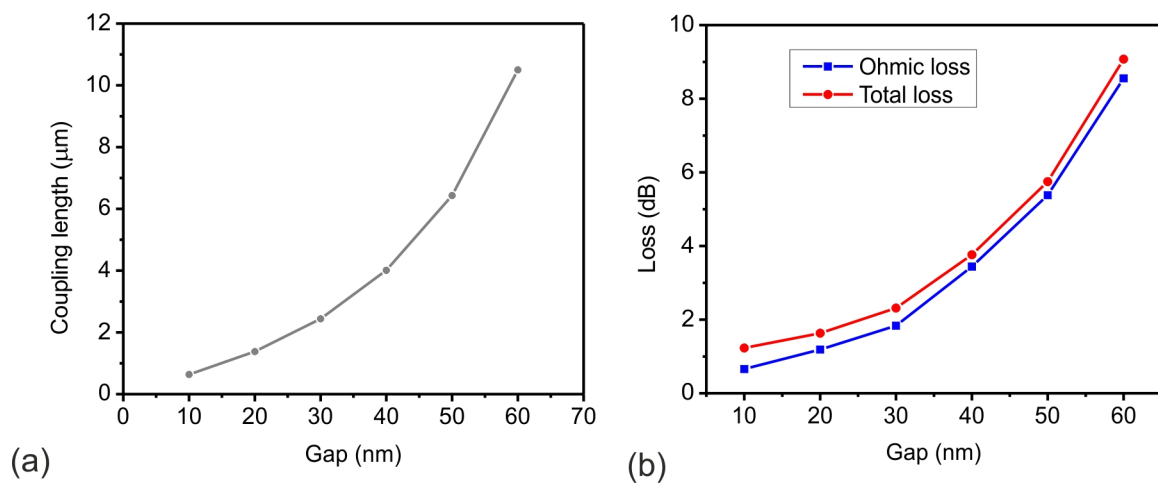 12
10
8
6
4
2
0
0 10 20 30 40 50 60 70
Coupling length (μm)
Gap (nm)
(a)
10
8
6
4
2
0
10 20 30 40 50 60
Loss (dB)
Gap (nm)
Ohmic loss
Total loss
(b)